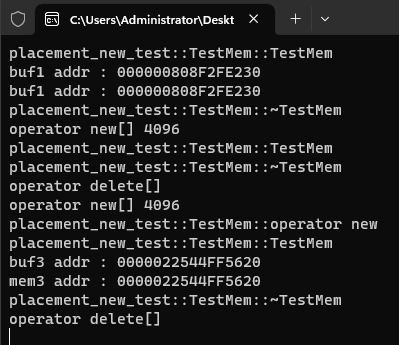 C:\Users\Administrator\Deskt
placement_new_test::TestMem::TestMem
buf1 addr : 000000808F2FE230
buf1 addr : 000000808F2FE230
placement_new_test::TestMem::~TestMem
operator new[] 4096
placement_new_test::TestMem::TestMem
placement_new_test::TestMem::~TestMem
operator delete[]
operator new[] 4096
placement_new_test::TestMem::operator new
placement_new_test::TestMem::TestMem
buf3 addr : 0000022544FF5620
mem3 addr : 0000022544FF5620
placement_new_test::TestMem::~TestMem
operator delete[]